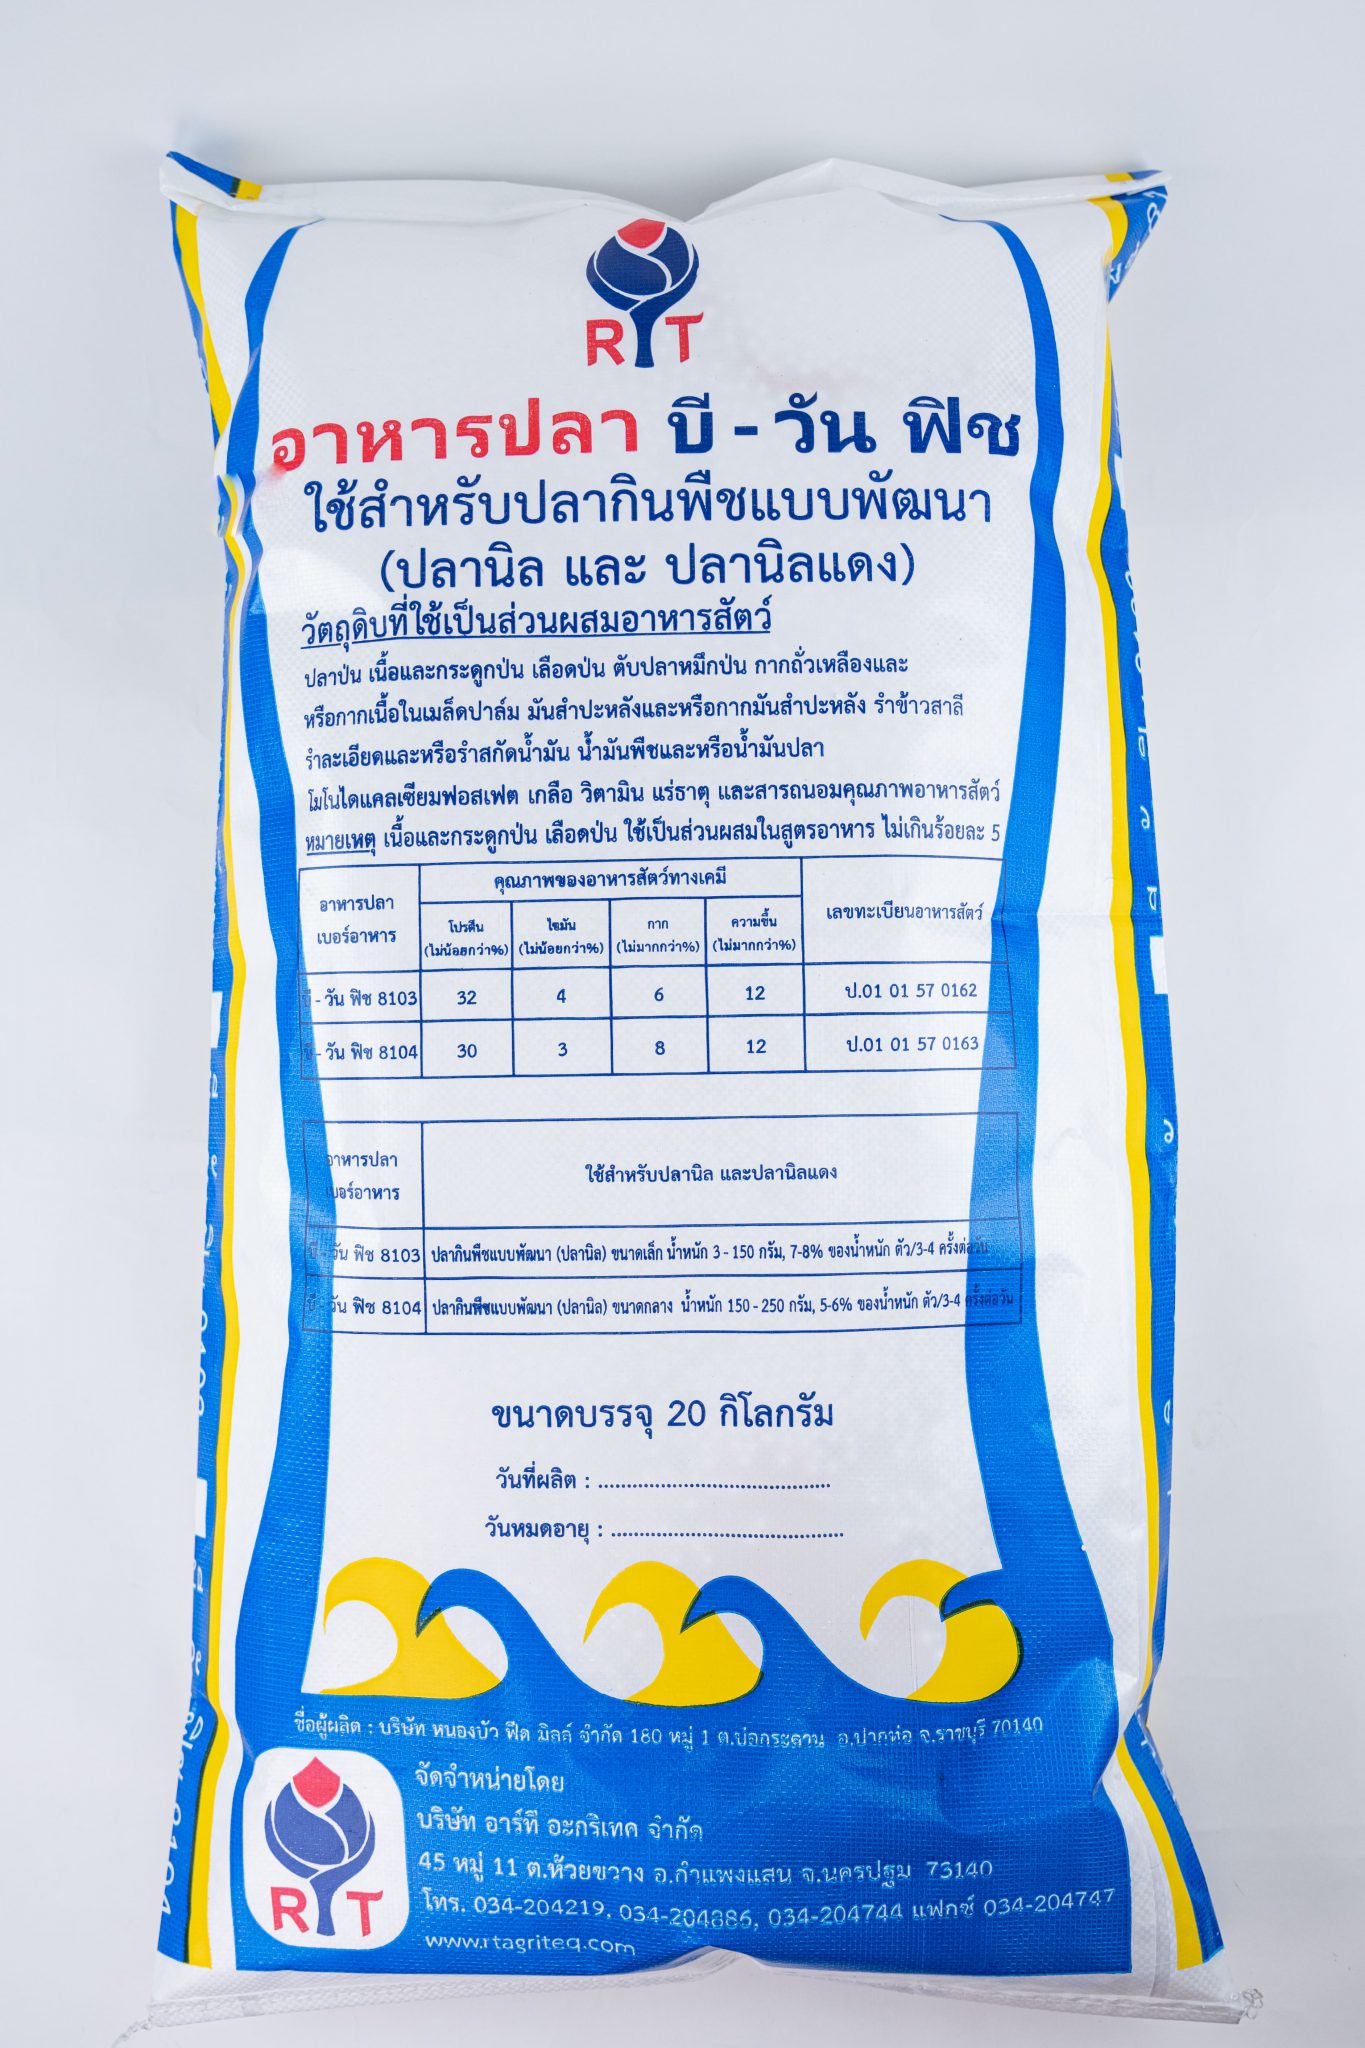 R T
อาหารปลา บี - วัน ฟิช
ใช้สำหรับปลากินพืชแบบพัฒนา
(ปลานิล และ ปลานิลแดง)
วัตถุดิบที่ใช้เป็นส่วนผสมอาหารสัตว์
ปลาป่น เนื้อและกระดูกป่น เลือดป่น ตับปลาหมึกป่น กากถั่วเหลืองและ
หรือกากเนื้อในเมล็ดปาล์ม มันสำปะหลังและหรือกากมันสำปะหลัง รำข้าวสาลี
รำละเอียดและหรือรำสกัดน้ำมัน น้ำมันพืชและหรือน้ำมันปลา
โมโนไดแคลเซียมฟอสเฟต เกลือ วิตามิน แร่ธาตุ และสารถนอมคุณภาพอาหารสัตว์
หมายเหตุ เนื้อและกระดูกป่น เลือดป่น ใช้เป็นส่วนผสมในสูตรอาหาร ไม่เกินร้อยละ 5
อาหารปลา
เบอร์อาหาร
คุณภาพของอาหารสัตว์ทางเคมี
เลขทะเบียนอาหารสัตว์
โปรตีน ไขมัน กาก ความชื้น
(ไม่น้อยกว่า%) (ไม่น้อยกว่า%) (ไม่มากกว่า%) (ไม่มากกว่า%)
บี - วัน ฟิช 8103 32 4 6 12 ป.01 01 57 0162
บี - วัน ฟิช 8104 30 3 8 12 ป.01 01 57 0163
อาหารปลา
เบอร์อาหาร
ใช้สำหรับปลานิล และปลานิลแดง
บี - วัน ฟิช 8103 ปลากินพืชแบบพัฒนา (ปลานิล) ขนาดเล็ก น้ำหนัก 3 - 150 กรัม, 7-8% ของน้ำหนัก ตัว/3-4 ครั้งต่อวัน
บี - วัน ฟิช 8104 ปลากินพืชแบบพัฒนา (ปลานิล) ขนาดกลาง น้ำหนัก 150 - 250 กรัม, 5-6% ของน้ำหนัก ตัว/3-4 ครั้งต่อวัน
ขนาดบรรจุ 20 กิโลกรัม
วันที่ผลิต : ........................................
วันหมดอายุ : ........................................
ชื่อผู้ผลิต : บริษัท หนองบัว ฟีด มิลล์ จำกัด 180 หมู่ 1 ต.บ่อกระดาน อ.ปากท่อ จ.ราชบุรี 70140
จัดจำหน่ายโดย
บริษัท อาร์ที อะกริเทค จำกัด
45 หมู่ 11 ต.ห้วยขวาง อ.กำแพงแสน จ.นครปฐม 73140
โทร. 034-204219, 034-204886, 034-204744 แฟกซ์ 034-204747
www.rtagriteq.com
R T